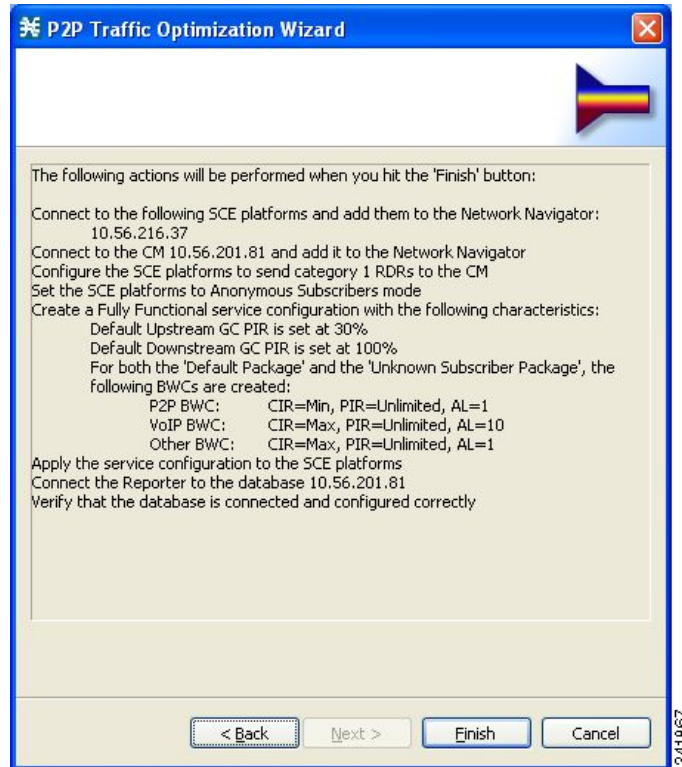 P2P Traffic Optimization Wizard
The following actions will be performed when you hit the 'Finish' button:
Connect to the following SCE platforms and add them to the Network Navigator:
10.56.216.37
Connect to the CM 10.56.201.81 and add it to the Network Navigator
Configure the SCE platforms to send category 1 RDRs to the CM
Set the SCE platforms to Anonymous Subscribers mode
Create a Fully Functional service configuration with the following characteristics:
Default Upstream GC PIR is set at 30%
Default Downstream GC PIR is set at 100%
For both the 'Default Package' and the 'Unknown Subscriber Package', the
following BWCs are created:
P2P BWC: CIR=Min, PIR=Unlimited, AL=1
VoIP BWC: CIR=Max, PIR=Unlimited, AL=10
Other BWC: CIR=Max, PIR=Unlimited, AL=1
Apply the service configuration to the SCE platforms
Connect the Reporter to the database 10.56.201.81
Verify that the database is connected and configured correctly
< Back Next > Finish Cancel
341967